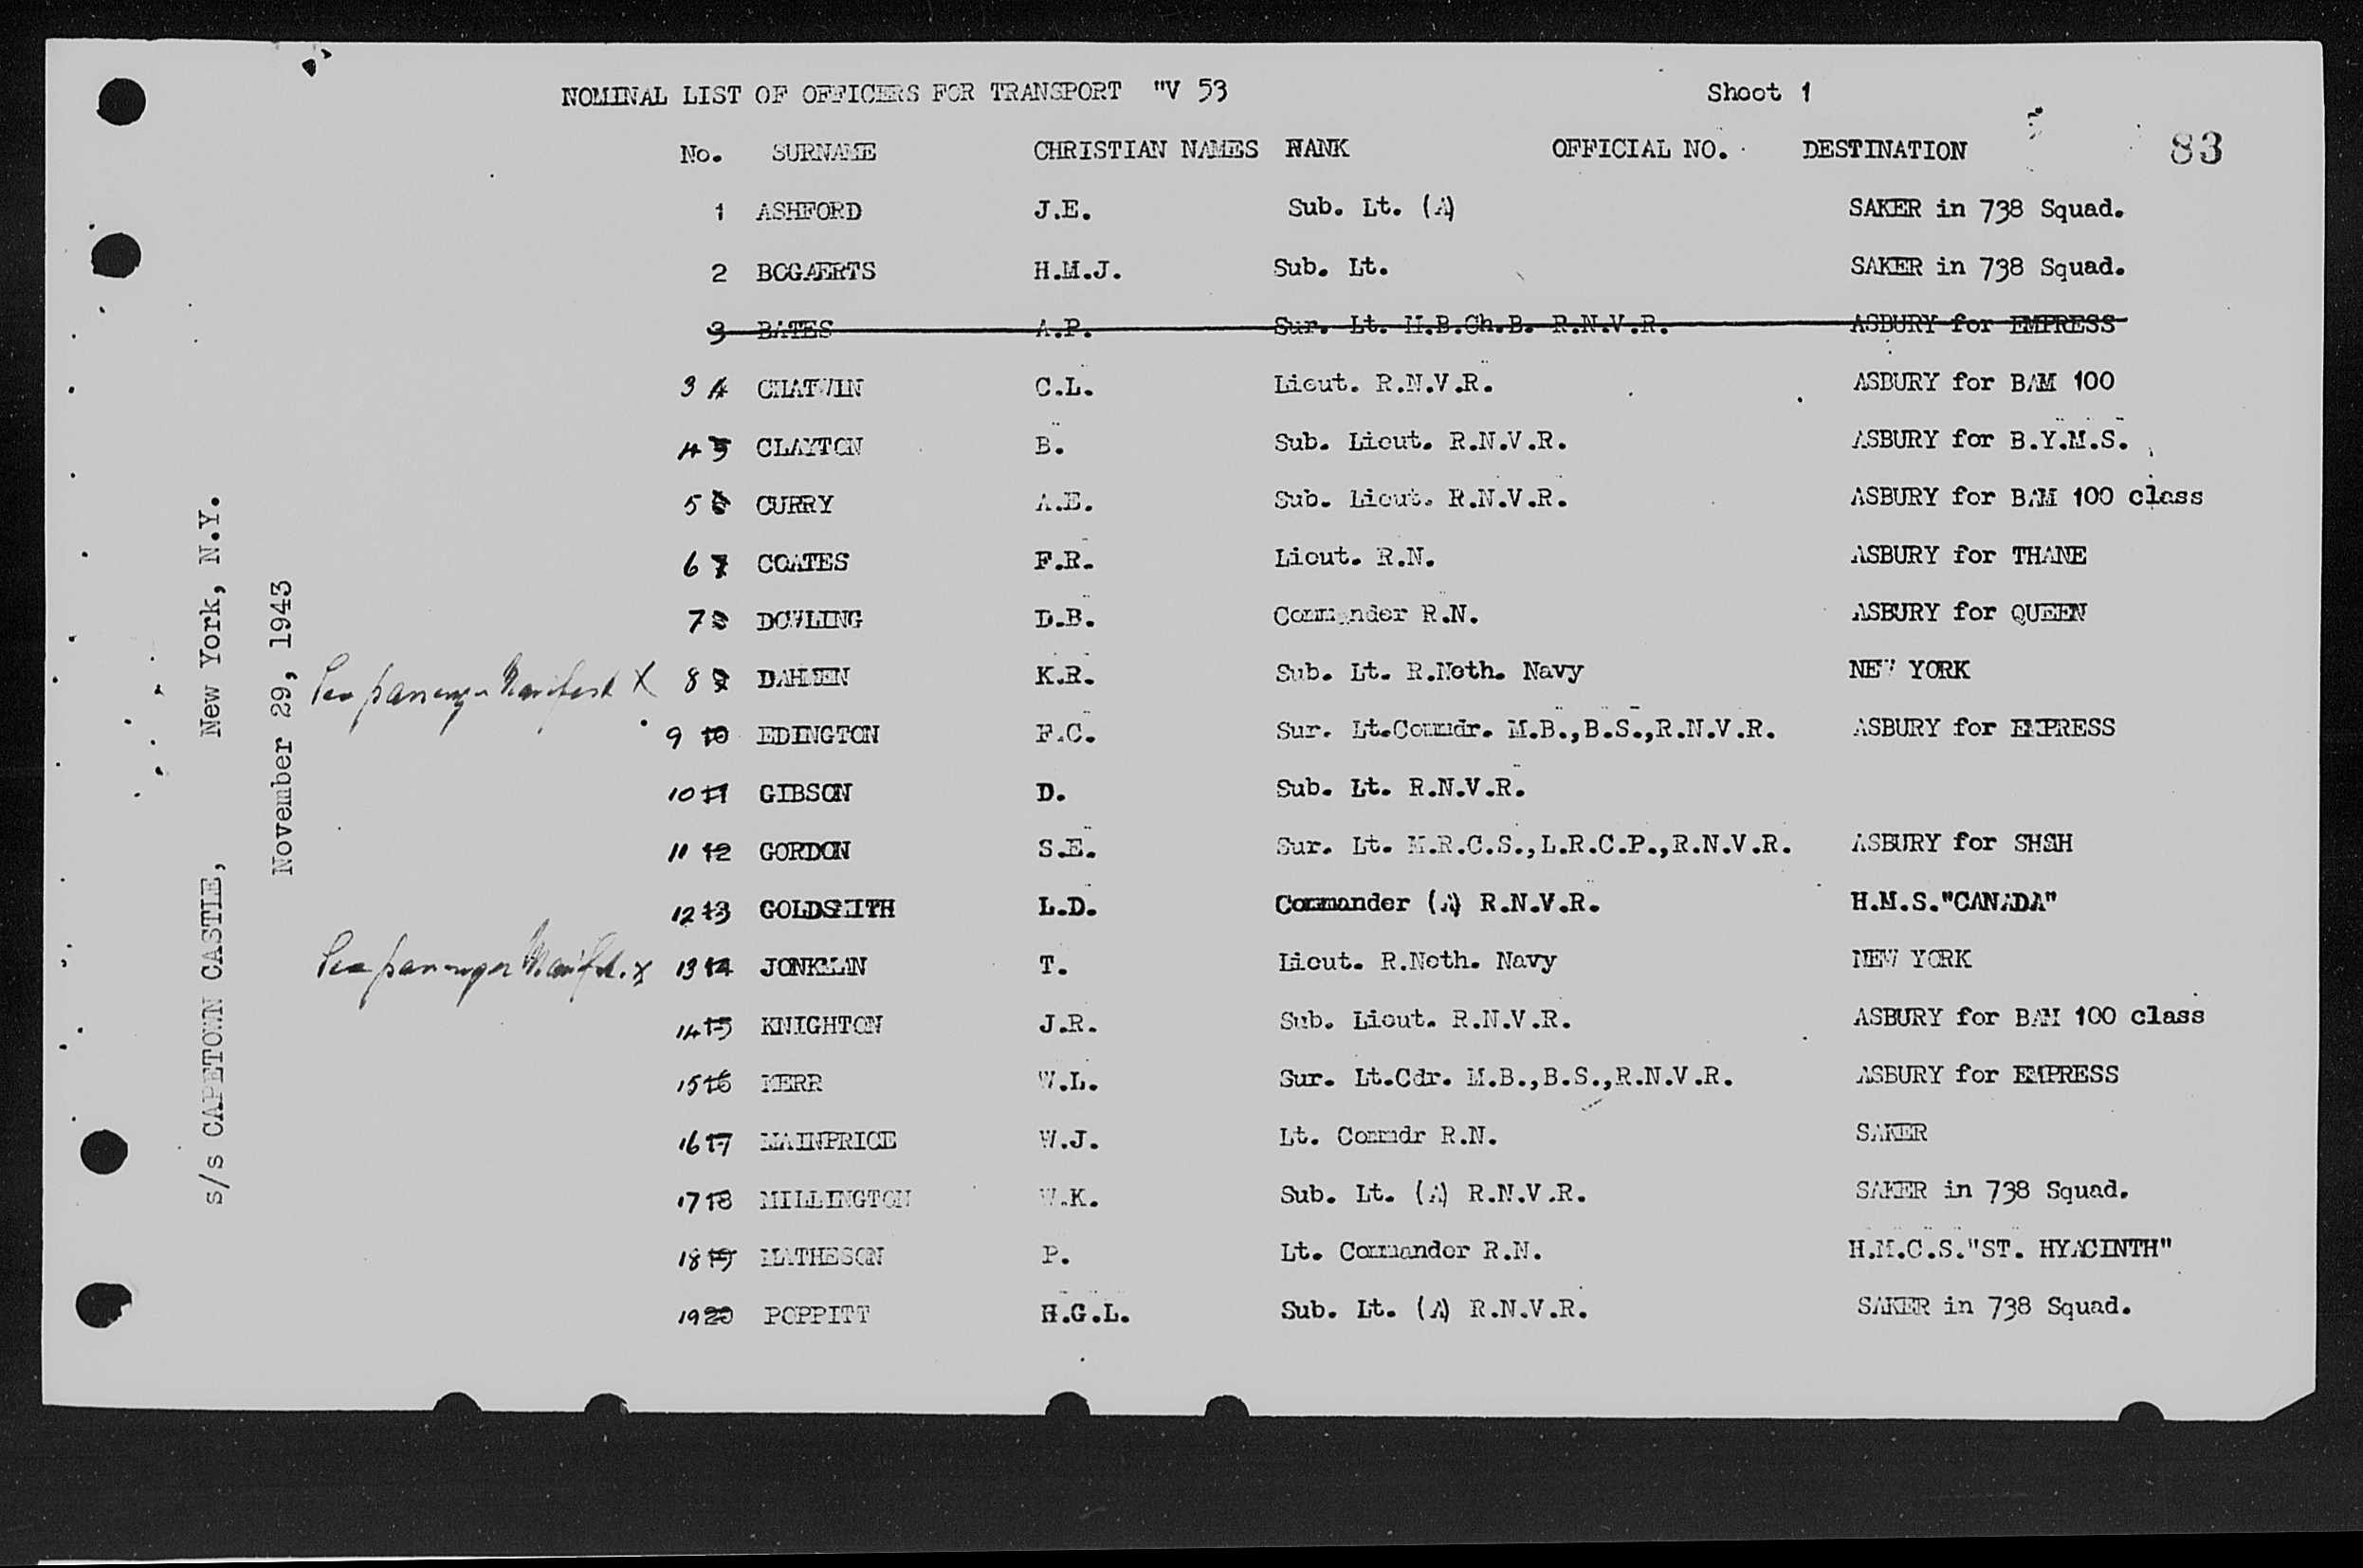 NOMINAL LIST OF OFFICERS FOR TRANSPORT "V 53 Sheet 1
83
No. SURNAME CHRISTIAN NAMES RANK OFFICIAL NO. DESTINATION
1 ASHFORD J.E. Sub. Lt. (A) SAKER in 738 Squad.
2 BOGAERTS H.M.J. Sub. Lt. SAKER in 738 Squad.
3 BATES A.P. Sur. Lt. M.B.Ch.B. R.N.V.R. ASBURY for EMPRESS
3 4 CHATWIN C.L. Lieut. R.N.V.R. ASBURY for BAM 100
4 5 CLAYTON B. Sub. Lieut. R.N.V.R. ASBURY for B.Y.M.S.
5 6 CURRY A.E. Sub. Lieut. R.N.V.R. ASBURY for BAM 100 class
6 7 COATES F.R. Lieut. R.N. ASBURY for THANE
7 8 DOWLING D.B. Commander R.N. ASBURY for QUEEN
See passenger Manifest X 8 9 DAHMEN K.R. Sub. Lt. R.Neth. Navy NEW YORK
9 10 EDINGTON F.C. Sur. Lt.Commdr. M.B.,B.S.,R.N.V.R. ASBURY for EMPRESS
10 11 GIBSON D. Sub. Lt. R.N.V.R.
11 12 GORDON S.E. Sur. Lt. M.R.C.S.,L.R.C.P.,R.N.V.R. ASBURY for SHAH
12 13 GOLDSMITH L.D. Commander (A) R.N.V.R. H.M.S."CANADA"
See passenger Manifest. X 13 14 JONKMAN T. Lieut. R.Neth. Navy NEW YORK
14 15 KNIGHTON J.R. Sub. Lieut. R.N.V.R. ASBURY for BAM 100 class
15 16 KERR W.L. Sur. Lt.Cdr. M.B.,B.S.,R.N.V.R. ASBURY for EMPRESS
16 17 MAINPRICE W.J. Lt. Commdr R.N. SAKER
17 18 MILLINGTON W.K. Sub. Lt. (A) R.N.V.R. SAKER in 738 Squad.
18 19 MATHESON P. Lt. Commander R.N. H.M.C.S."ST. HYACINTH"
19 20 POPPITT H.G.L. Sub. Lt. (A) R.N.V.R. SAKER in 738 Squad.
s/s CAPETOWN CASTLE, New York, N.Y.
November 29, 1943